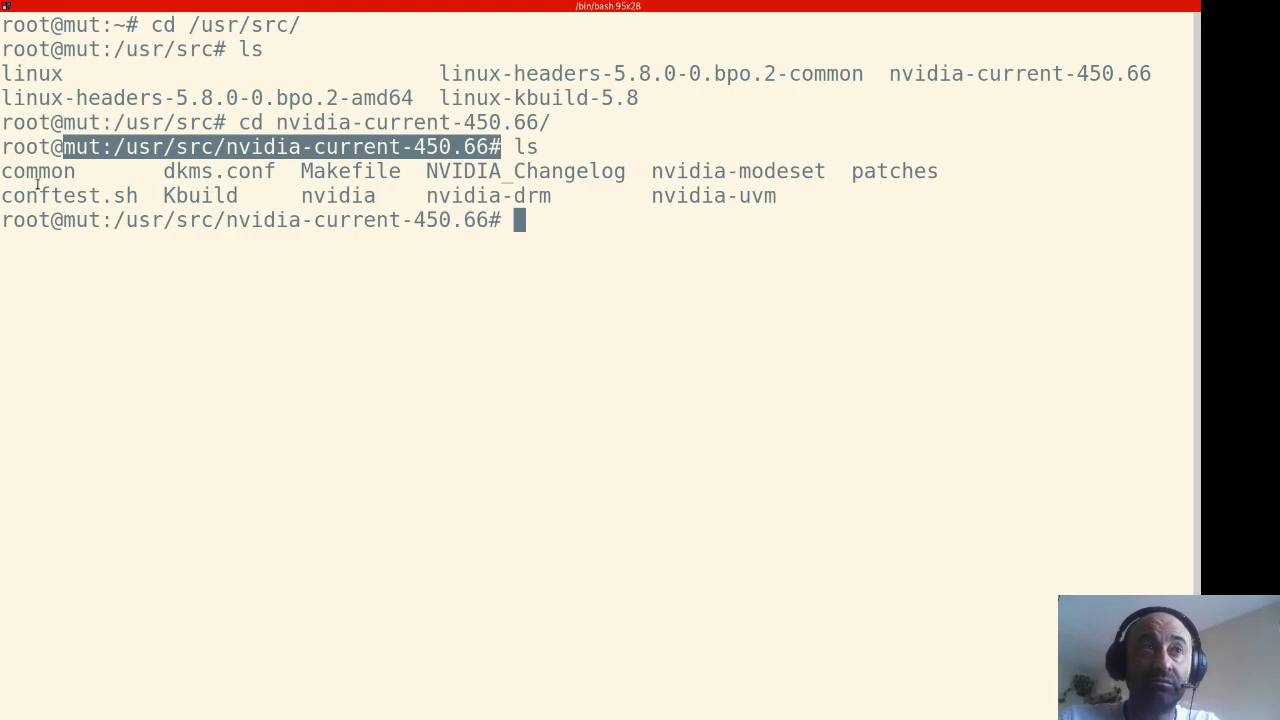 /bin/bash 95x28
root@mut:~# cd /usr/src/
root@mut:/usr/src# ls
linux                              linux-headers-5.8.0-0.bpo.2-common  nvidia-current-450.66
linux-headers-5.8.0-0.bpo.2-amd64  linux-kbuild-5.8
root@mut:/usr/src# cd nvidia-current-450.66/
root@mut:/usr/src/nvidia-current-450.66# ls
common       dkms.conf  Makefile  NVIDIA_Changelog  nvidia-modeset  patches
conftest.sh  Kbuild     nvidia    nvidia-drm        nvidia-uvm
root@mut:/usr/src/nvidia-current-450.66#